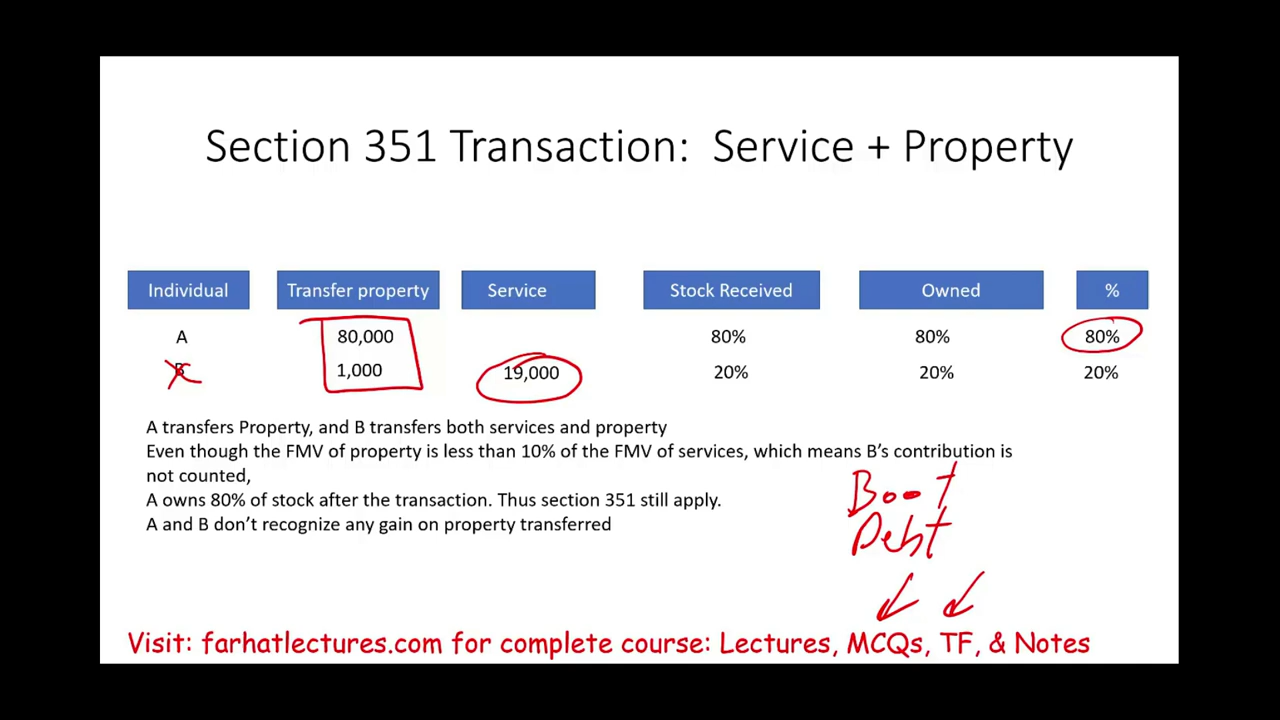 Section 351 Transaction: Service + Property
Individual Transfer property Service Stock Received Owned %
A 80,000 80% 80% 80%
B 1,000 19,000 20% 20% 20%
A transfers Property, and B transfers both services and property
Even though the FMV of property is less than 10% of the FMV of services, which means B's contribution is
not counted,
A owns 80% of stock after the transaction. Thus section 351 still apply.
A and B don't recognize any gain on property transferred
Boot
Debt
Visit: farhatlectures.com for complete course: Lectures, MCQs, TF, & Notes